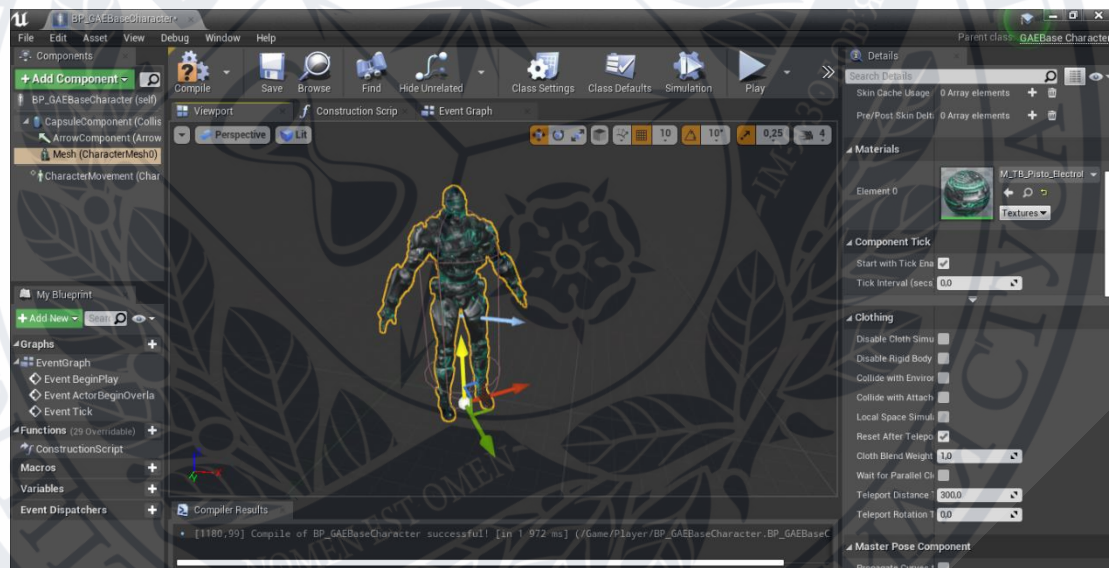 BP_GAEBaseCharacter*
File Edit Asset View Debug Window Help
Parent class: GAEBase Character
Components
+Add Component
BP_GAEBaseCharacter (self)
CapsuleComponent (Collis
ArrowComponent (Arrow
Mesh (CharacterMesh0)
CharacterMovement (Char
My Blueprint
+Add New
Sear
Graphs
EventGraph
Event BeginPlay
Event ActorBeginOverla
Event Tick
Functions (29 Overridable)
ConstructionScript
Macros
Variables
Event Dispatchers
Compile Save Browse Find Hide Unrelated Class Settings Class Defaults Simulation Play
Viewport Construction Scrip Event Graph
Perspective Lit 10 10° 0,25 4
Compiler Results
[1180,99] Compile of BP_GAEBaseCharacter successful! [in 1 972 ms] (/Game/Player/BP_GAEBaseCharacter.BP_GAEBaseC
Details
Search Details
Skin Cache Usage 0 Array elements
Pre/Post Skin Delt 0 Array elements
Materials
Element 0
M_TB_Pisto_Electrol
Textures
Component Tick
Start with Tick Ena
Tick Interval (secs 0,0
Clothing
Disable Cloth Simu
Disable Rigid Body
Collide with Enviro
Collide with Attach
Local Space Simul
Reset After Telepo
Cloth Blend Weight 1,0
Wait for Parallel Cl
Teleport Distance T 300,0
Teleport Rotation T 0,0
Master Pose Component
OMEN EST OMEN